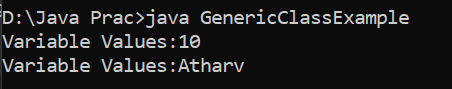 D:\Java Prac>java GenericClassExample
Variable Values:10
Variable Values:Atharv